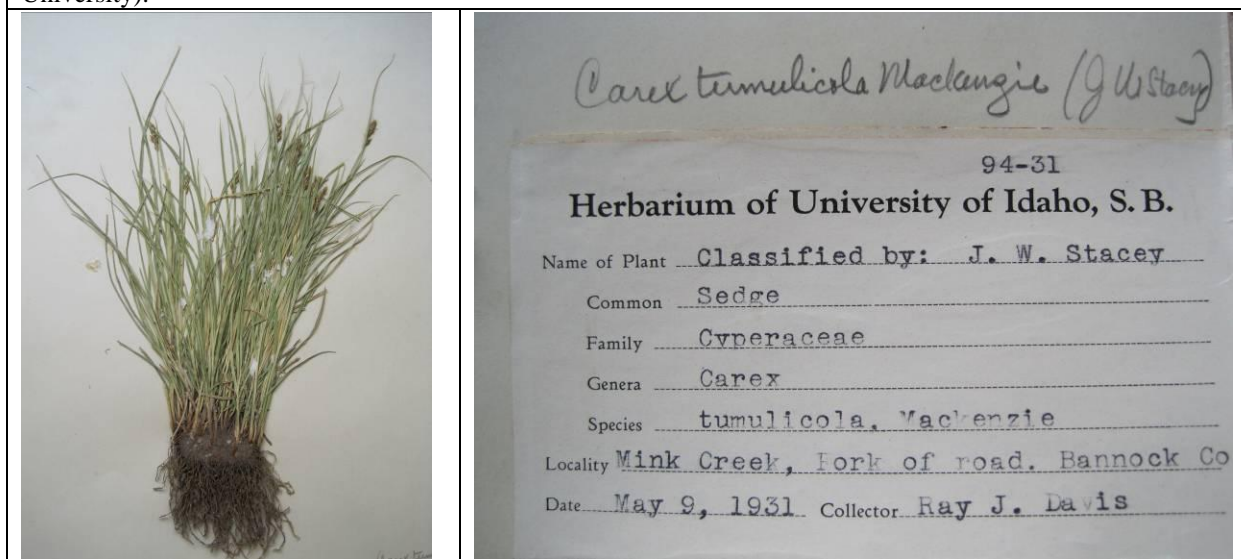 University).
Carex tumulicola Mackenzie (J W Stacey)
94-31
Herbarium of University of Idaho, S. B.
Name of Plant Classified by: J. W. Stacey
Common Sedge
Family Cyperaceae
Genera Carex
Species tumulicola, Mackenzie
Locality Mink Creek, Fork of road. Bannock Co
Date May 9, 1931 Collector Ray J. Davis
Carex tum